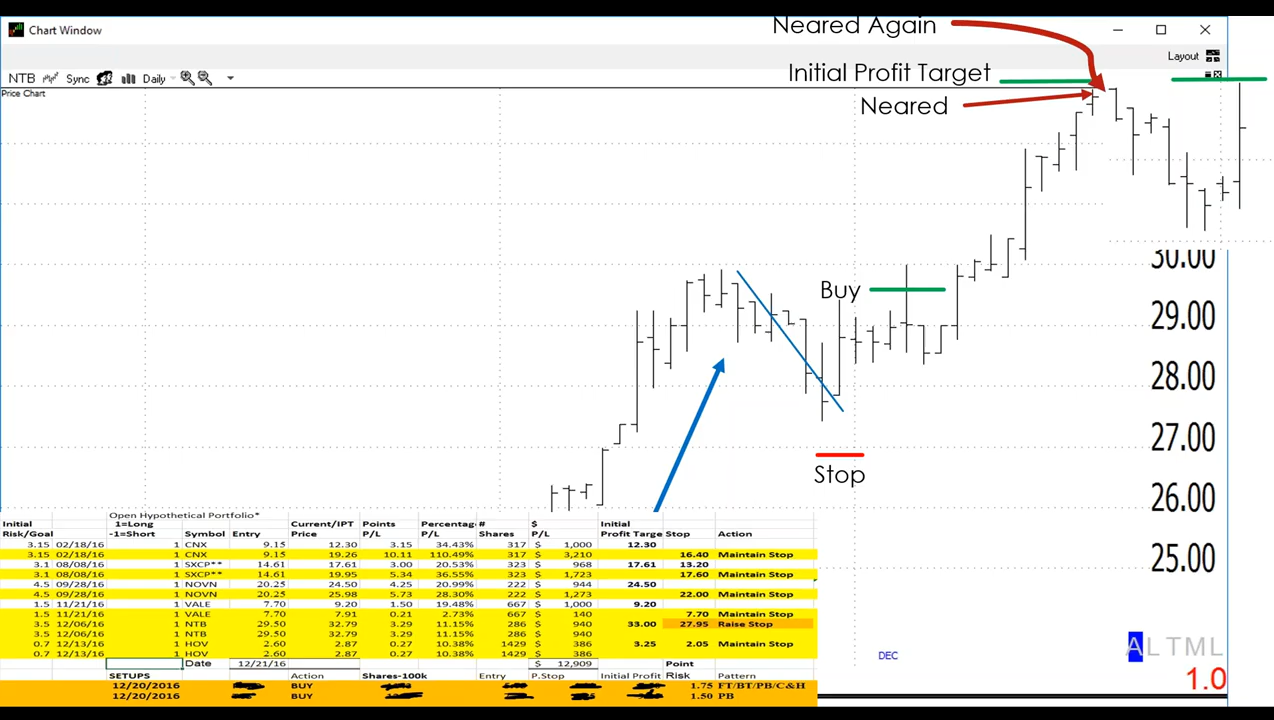 Chart Window
Neared Again
Layout
Initial Profit Target
NTB Sync Daily
Price Chart
Neared
30.00
Buy
29.00
28.00
27.00
Stop
26.00
25.00
Open Hypothetical Portfolio*
Initial 1=Long Current/IPT Points Percentag # $ Initial
Risk/Goal -1=Short Symbol Entry Price P/L P/L Shares P/L Profit Targe Stop Action
3.15 02/18/16 1 CNX 9.15 12.30 3.15 34.43% 317 $ 1,000 12.30
3.15 02/18/16 1 CNX 9.15 19.26 10.11 110.49% 317 $ 3,210 16.40 Maintain Stop
3.1 08/08/16 1 SXCP** 14.61 17.61 3.00 20.53% 323 $ 968 17.61 13.20
3.1 08/08/16 1 SXCP** 14.61 19.95 5.34 36.55% 323 $ 1,723 17.60 Maintain Stop
4.5 09/28/16 1 NOVN 20.25 24.50 4.25 20.99% 222 $ 944 24.50
4.5 09/28/16 1 NOVN 20.25 25.98 5.73 28.30% 222 $ 1,273 22.00 Maintain Stop
1.5 11/21/16 1 VALE 7.70 9.20 1.50 19.48% 667 $ 1,000 9.20
1.5 11/21/16 1 VALE 7.70 7.91 0.21 2.73% 667 $ 140 7.70 Maintain Stop
3.5 12/06/16 1 NTB 29.50 32.79 3.29 11.15% 286 $ 940 33.00 27.95 Raise Stop
3.5 12/06/16 1 NTB 29.50 32.79 3.29 11.15% 286 $ 940
0.7 12/13/16 1 HOV 2.60 2.87 0.27 10.38% 1429 $ 386 3.25 2.05 Maintain Stop
0.7 12/13/16 1 HOV 2.60 2.87 0.27 10.38% 1429 $ 386
Date 12/21/16 $ 12,909 Point
SETUPS Action Shares-100k Entry P.Stop Initial Profit Risk Pattern
12/20/2016 BUY 1.75 FT/BT/PB/C&H
12/20/2016 BUY 1.50 PB
DEC
A L T M L
1.0